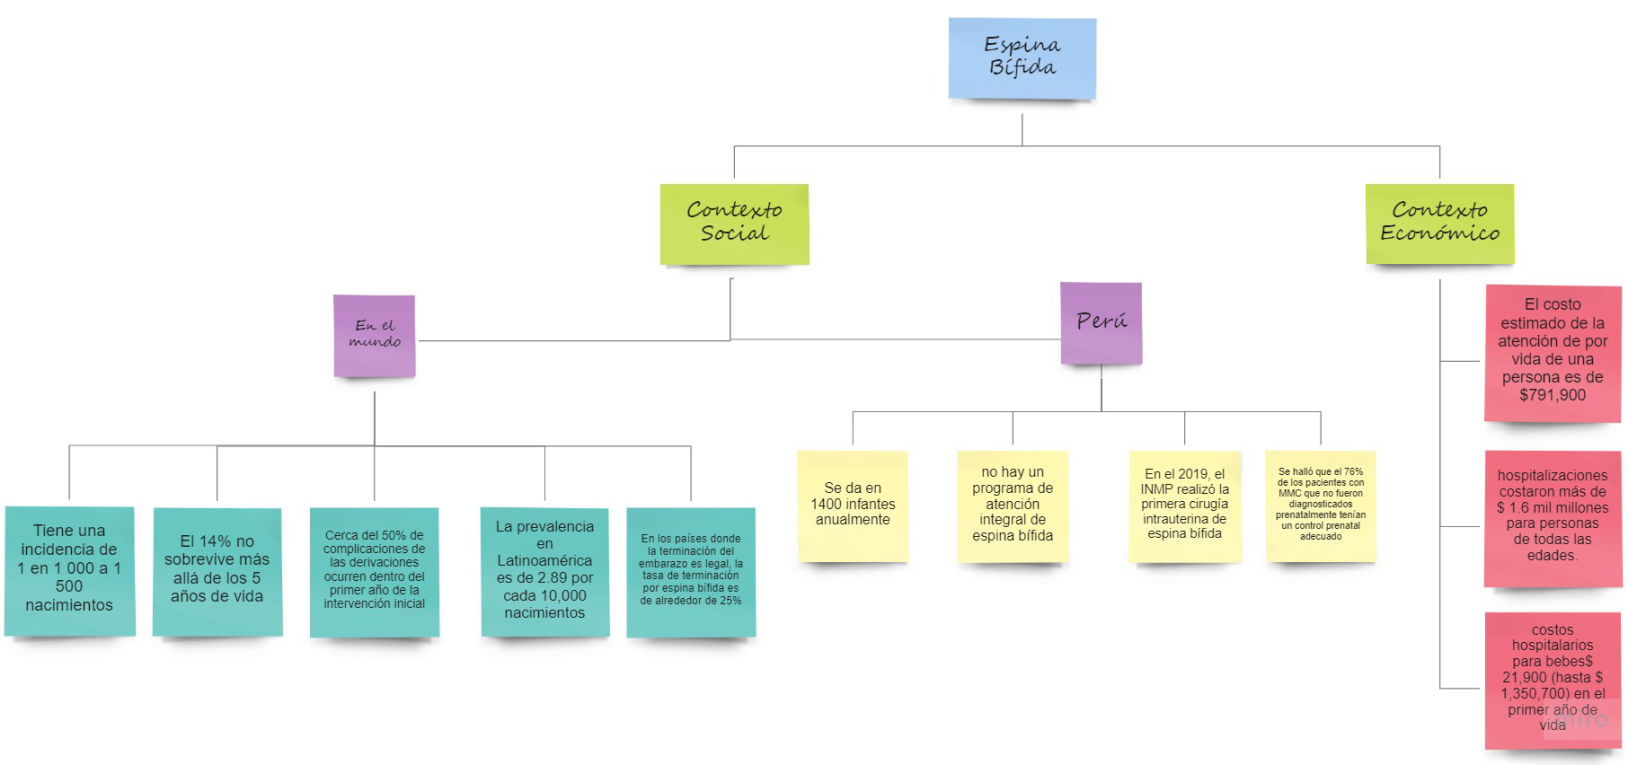 Espina
Bífida
Contexto
Social
Contexto
Económico
En el
mundo
Perú
Tiene una
incidencia de
1 en 1 000 a 1
500
nacimientos
El 14% no
sobrevive más
allá de los 5
años de vida
Cerca del 50% de
complicaciones de
las derivaciones
ocurren dentro del
primer año de la
intervención inicial
La prevalencia
en
Latinoamérica
es de 2.89 por
cada 10,000
nacimientos
En los países donde
la terminación del
embarazo es legal, la
tasa de terminación
por espina bífida es
de alrededor de 25%
Se da en
1400 infantes
anualmente
no hay un
programa de
atención
integral de
espina bífida
En el 2019, el
INMP realizó la
primera cirugía
intrauterina de
espina bífida
Se halló que el 76%
de los pacientes con
MMC que no fueron
diagnosticados
prenatalmente tenían
un control prenatal
adecuado
El costo
estimado de la
atención de por
vida de una
persona es de
$791,900
hospitalizaciones
costaron más de
$ 1.6 mil millones
para personas
de todas las
edades.
costos
hospitalarios
para bebes$
21,900 (hasta $
1,350,700) en el
primer año de
vida
miro